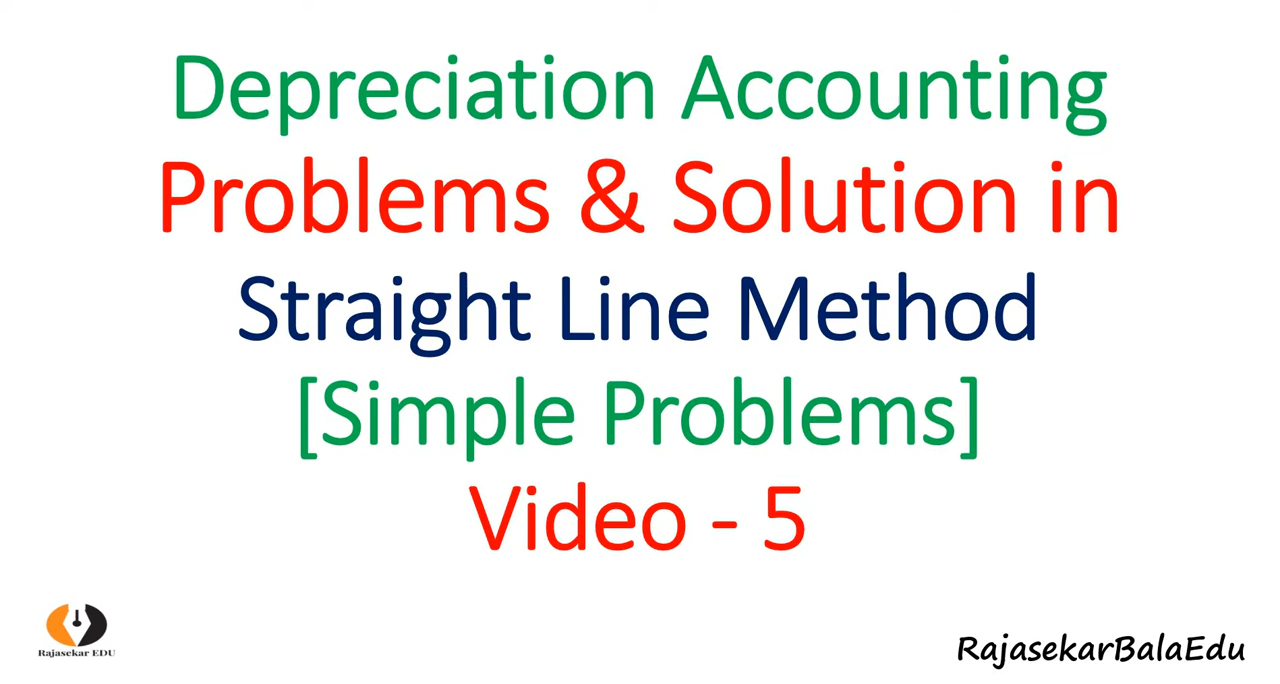 Depreciation Accounting
Problems & Solution in
Straight Line Method
[Simple Problems]
Video - 5
Rajasekar EDU
RajasekarBalaEdu